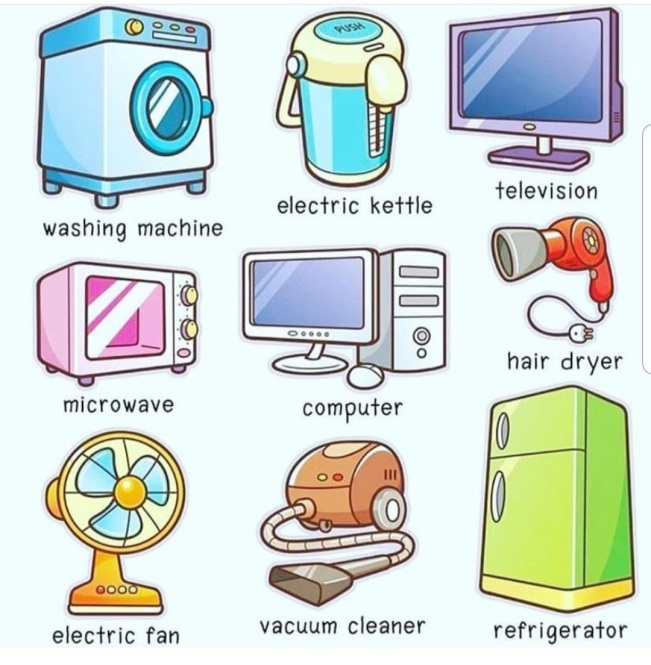 PUSH
washing machine
electric kettle
television
microwave
computer
hair dryer
electric fan
vacuum cleaner
refrigerator